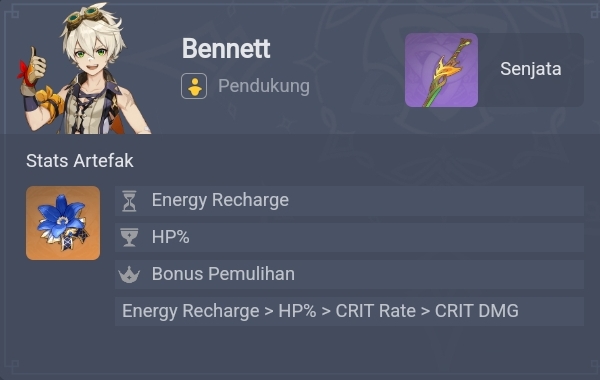 Bennett
Pendukung
Senjata
Stats Artefak
Energy Recharge
HP%
Bonus Pemulihan
Energy Recharge > HP% > CRIT Rate > CRIT DMG